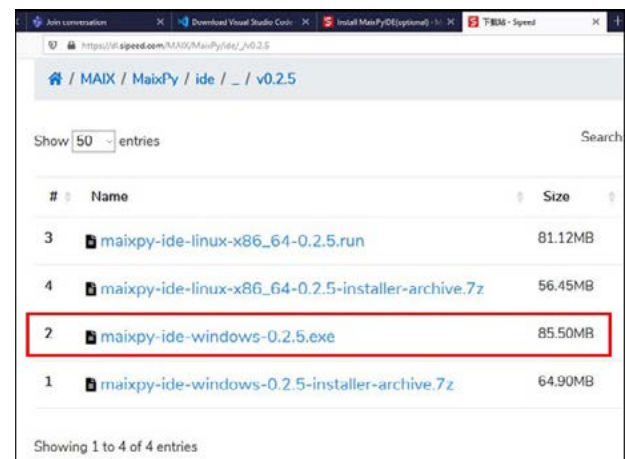 Join conversation
Download Visual Studio Code
Install MaixPyIDE(optional) -
下载站 - Sipeed
https://dl.sipeed.com/MAIX/MaixPy/ide/_/v0.2.5
/ MAIX / MaixPy / ide / _ / v0.2.5
Show 50 entries
Search
# Name Size
3 maixpy-ide-linux-x86_64-0.2.5.run 81.12MB
4 maixpy-ide-linux-x86_64-0.2.5-installer-archive.7z 56.45MB
2 maixpy-ide-windows-0.2.5.exe 85.50MB
1 maixpy-ide-windows-0.2.5-installer-archive.7z 64.90MB
Showing 1 to 4 of 4 entries